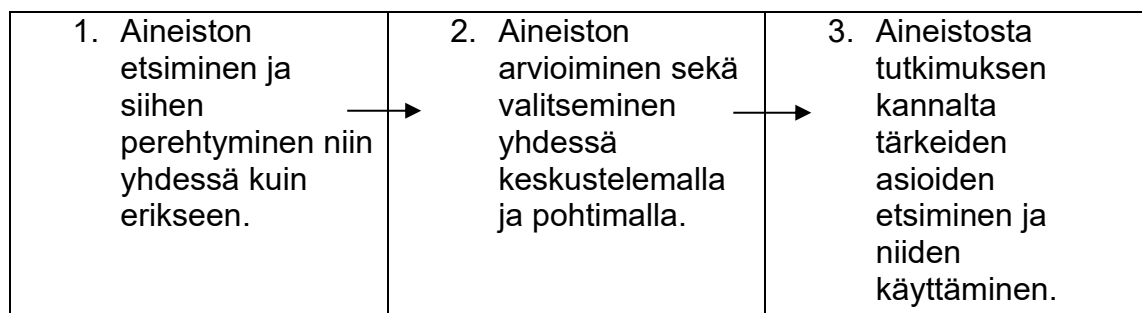 1. Aineiston
etsiminen ja
siihen
perehtyminen niin
yhdessä kuin
erikseen.
2. Aineiston
arvioiminen sekä
valitseminen
yhdessä
keskustelemalla
ja pohtimalla.
3. Aineistosta
tutkimuksen
kannalta
tärkeiden
asioiden
etsiminen ja
niiden
käyttäminen.